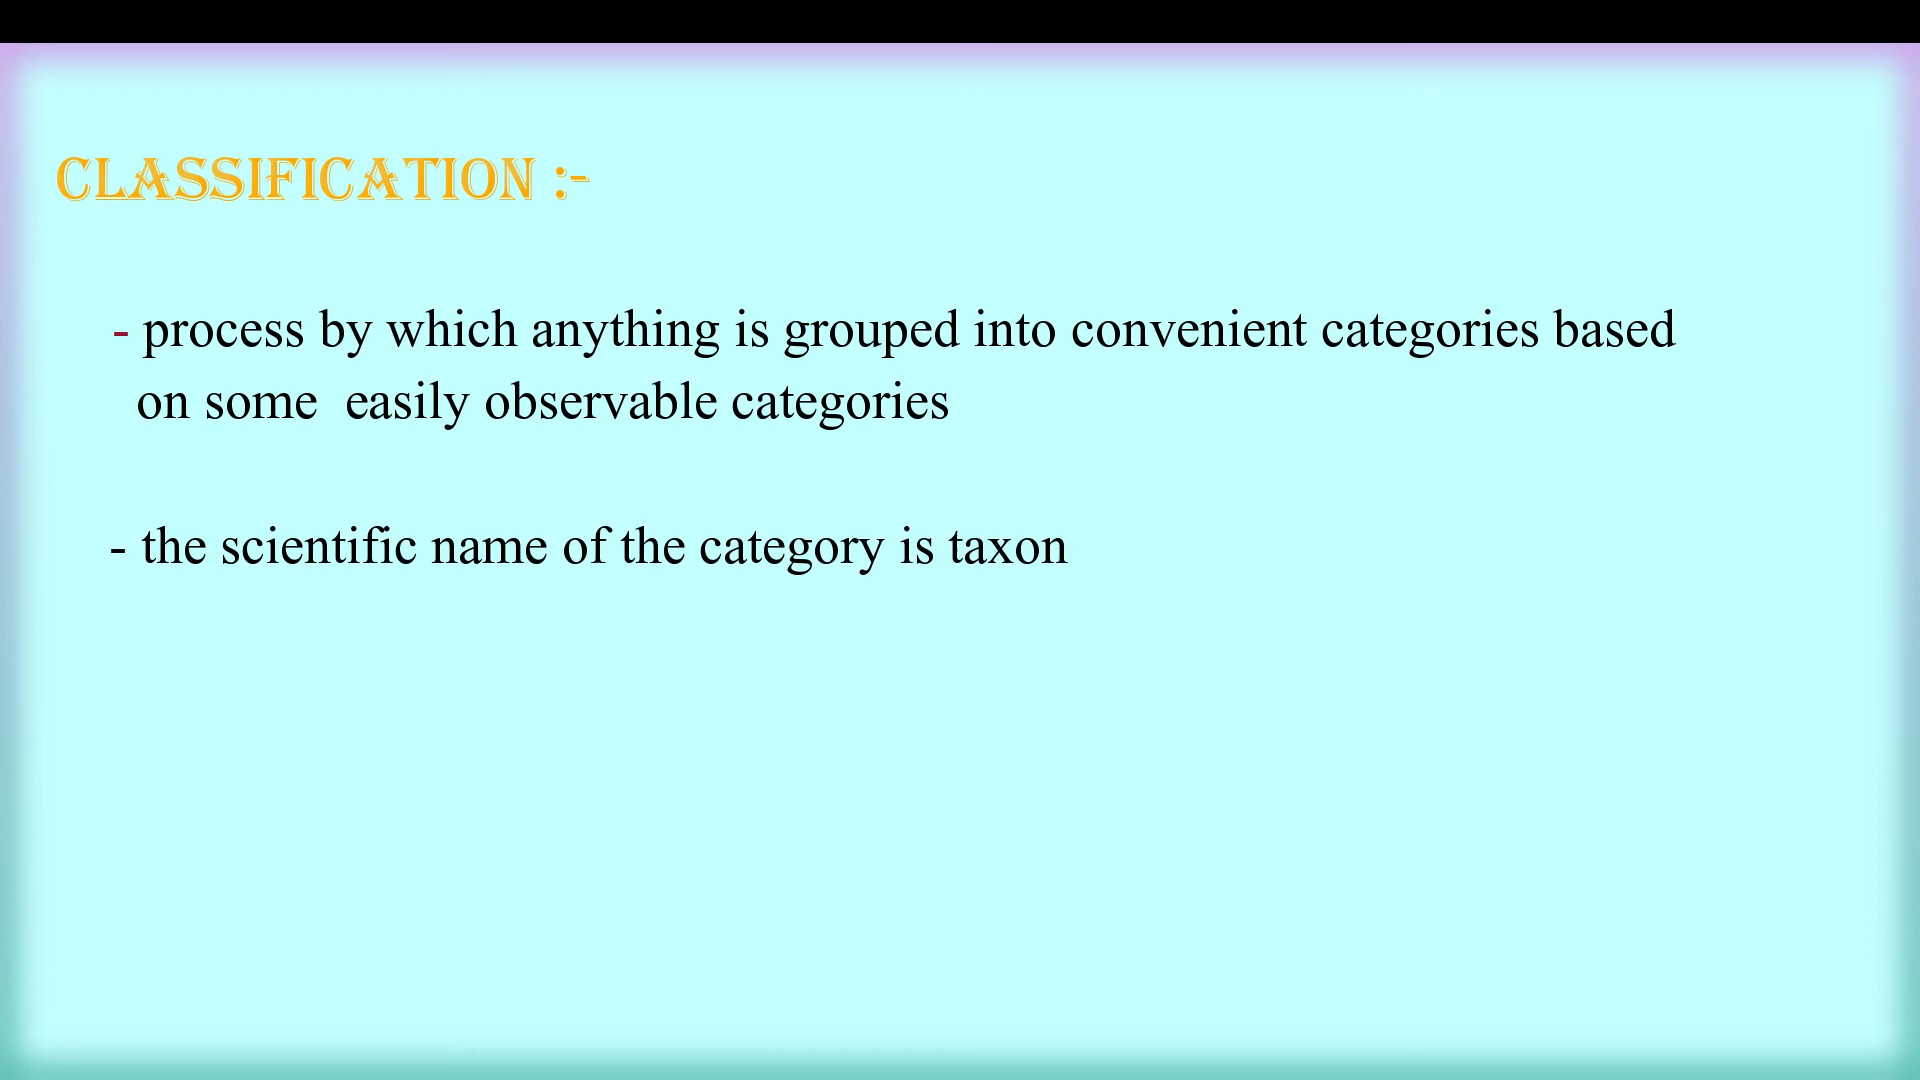 CLASSIFICATION :-
- process by which anything is grouped into convenient categories based
on some  easily observable categories
- the scientific name of the category is taxon